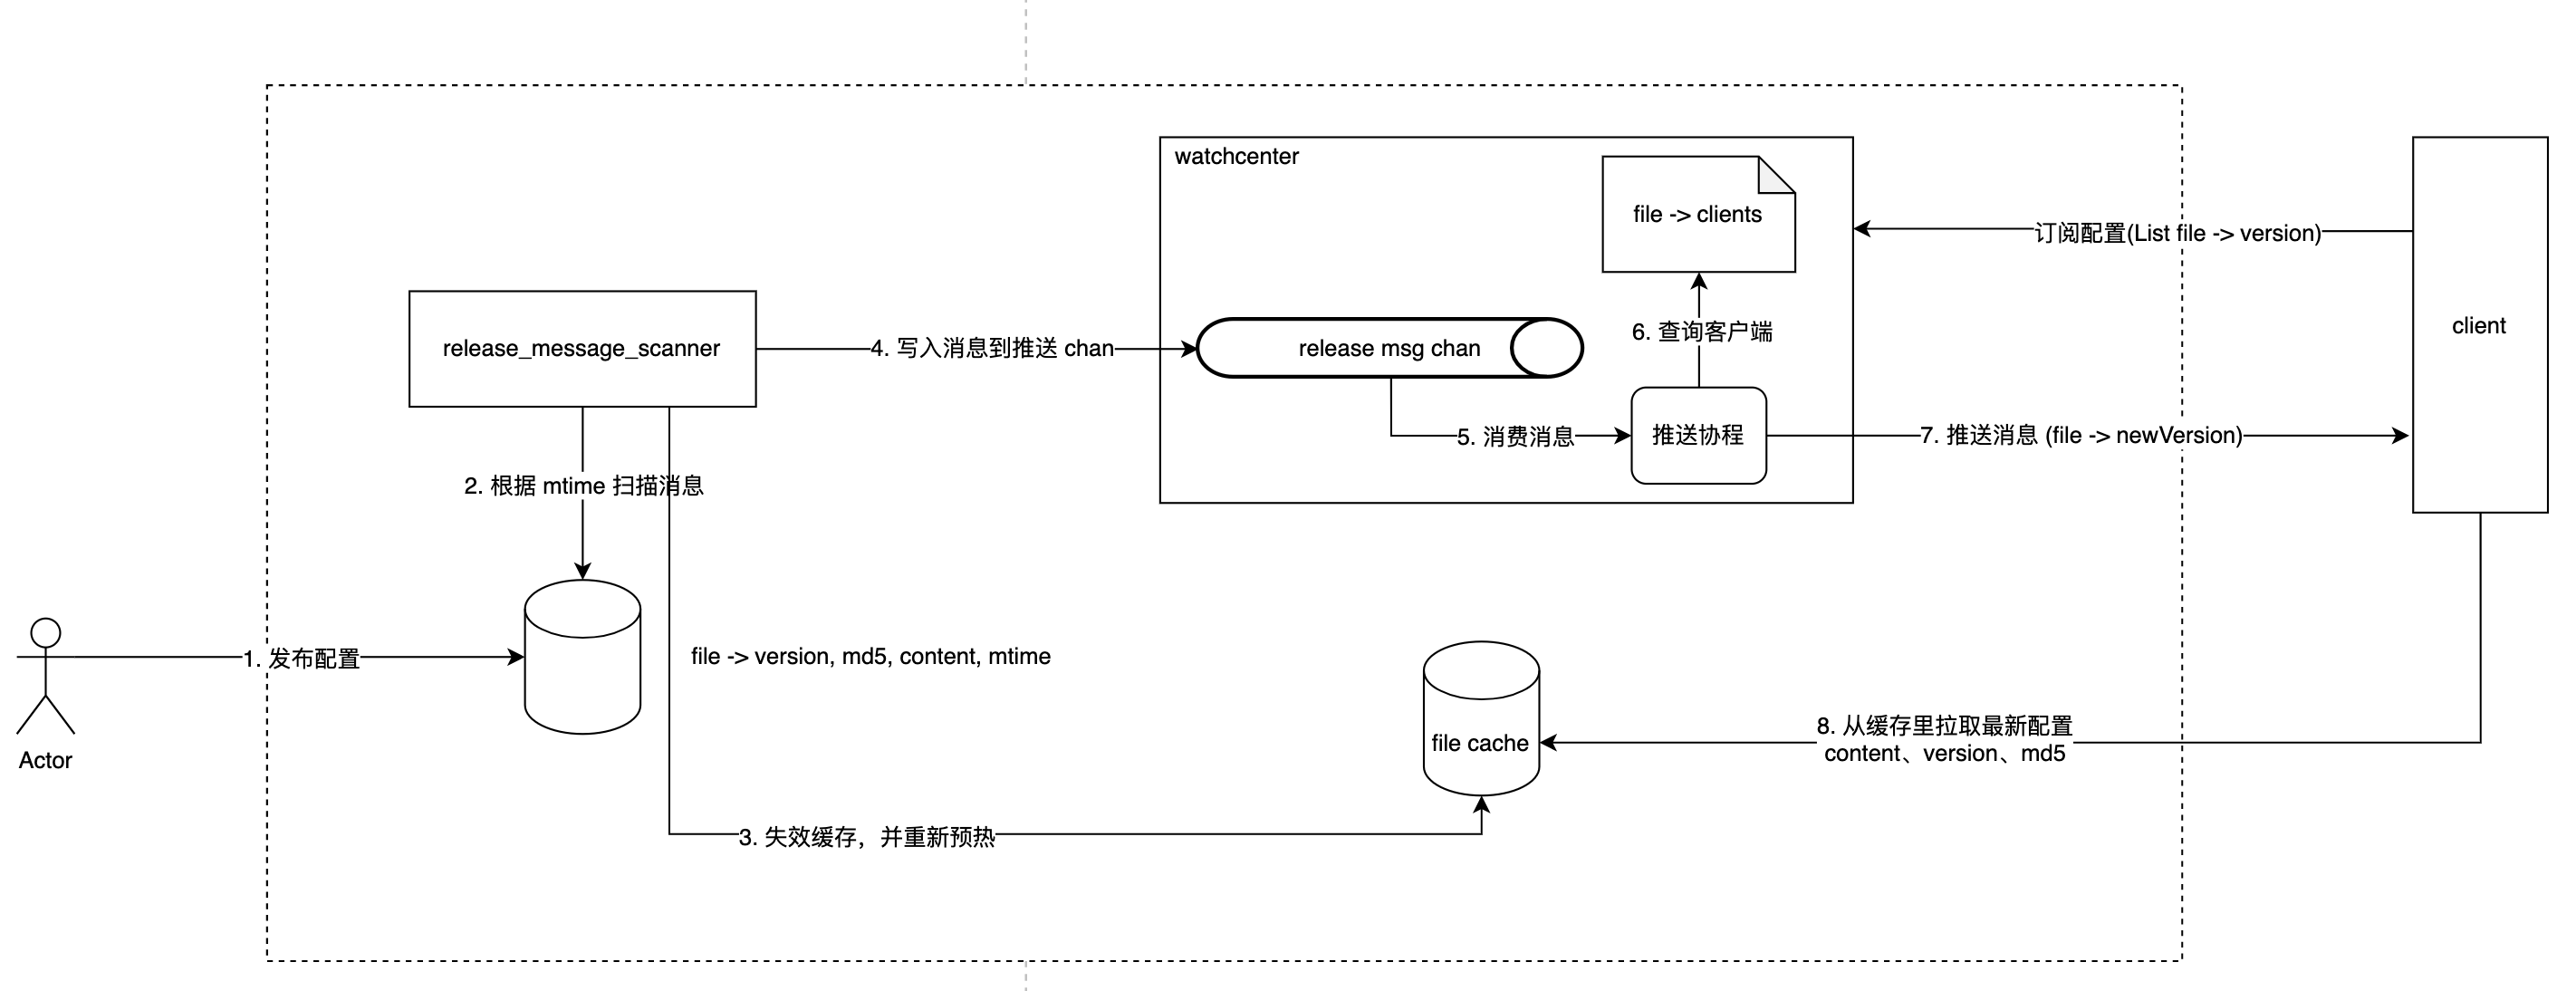 watchcenter
file -> clients
订阅配置(List file -> version)
client
release_message_scanner
4. 写入消息到推送 chan
release msg chan
6. 查询客户端
5. 消费消息
推送协程
7. 推送消息 (file -> newVersion)
2. 根据 mtime 扫描消息
1. 发布配置
file -> version, md5, content, mtime
Actor
file cache
8. 从缓存里拉取最新配置
content、version、md5
3. 失效缓存，并重新预热